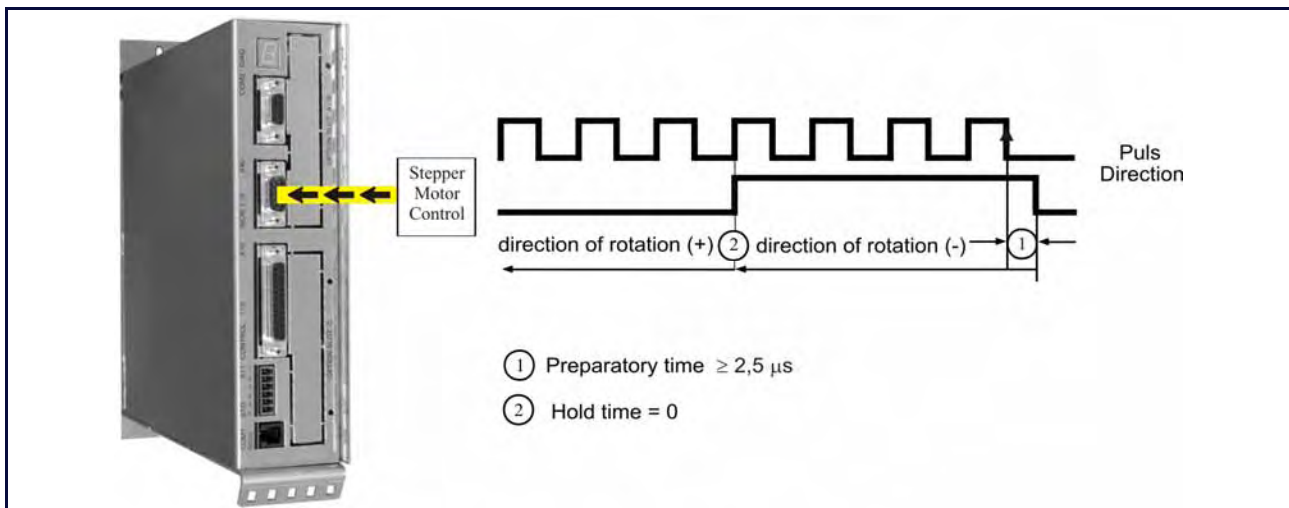 Stepper
Motor
Control
Puls
Direction
direction of rotation (+) 2 direction of rotation (-) 1
1 Preparatory time ≥ 2,5 µs
2 Hold time = 0